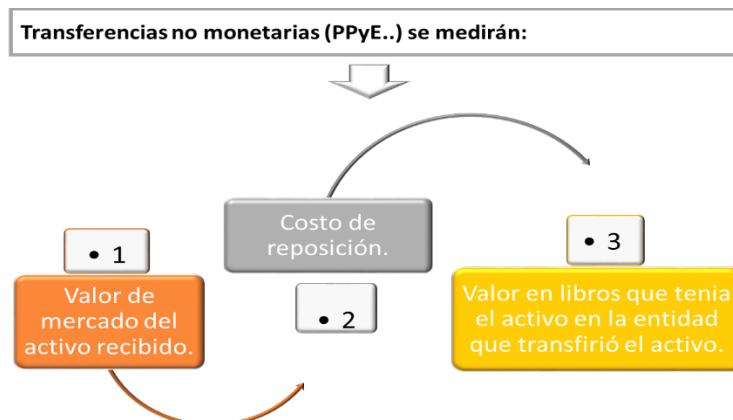 Transferencias no monetarias (PPyE..) se medirán:
• 1
Valor de
mercado del
activo recibido.
Costo de
reposición.
• 2
• 3
Valor en libros que tenia
el activo en la entidad
que transfirió el activo.